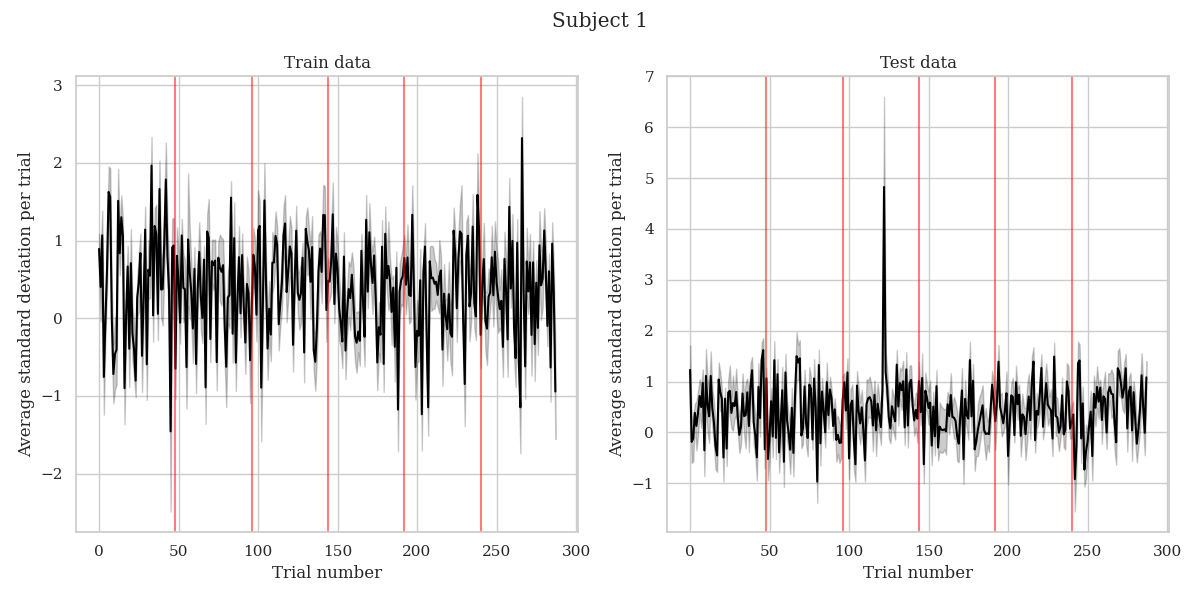 Subject 1
Train data
Average standard deviation per trial
3
2
1
0
−1
−2
0 50 100 150 200 250 300
Trial number
Test data
Average standard deviation per trial
7
6
5
4
3
2
1
0
−1
0 50 100 150 200 250 300
Trial number